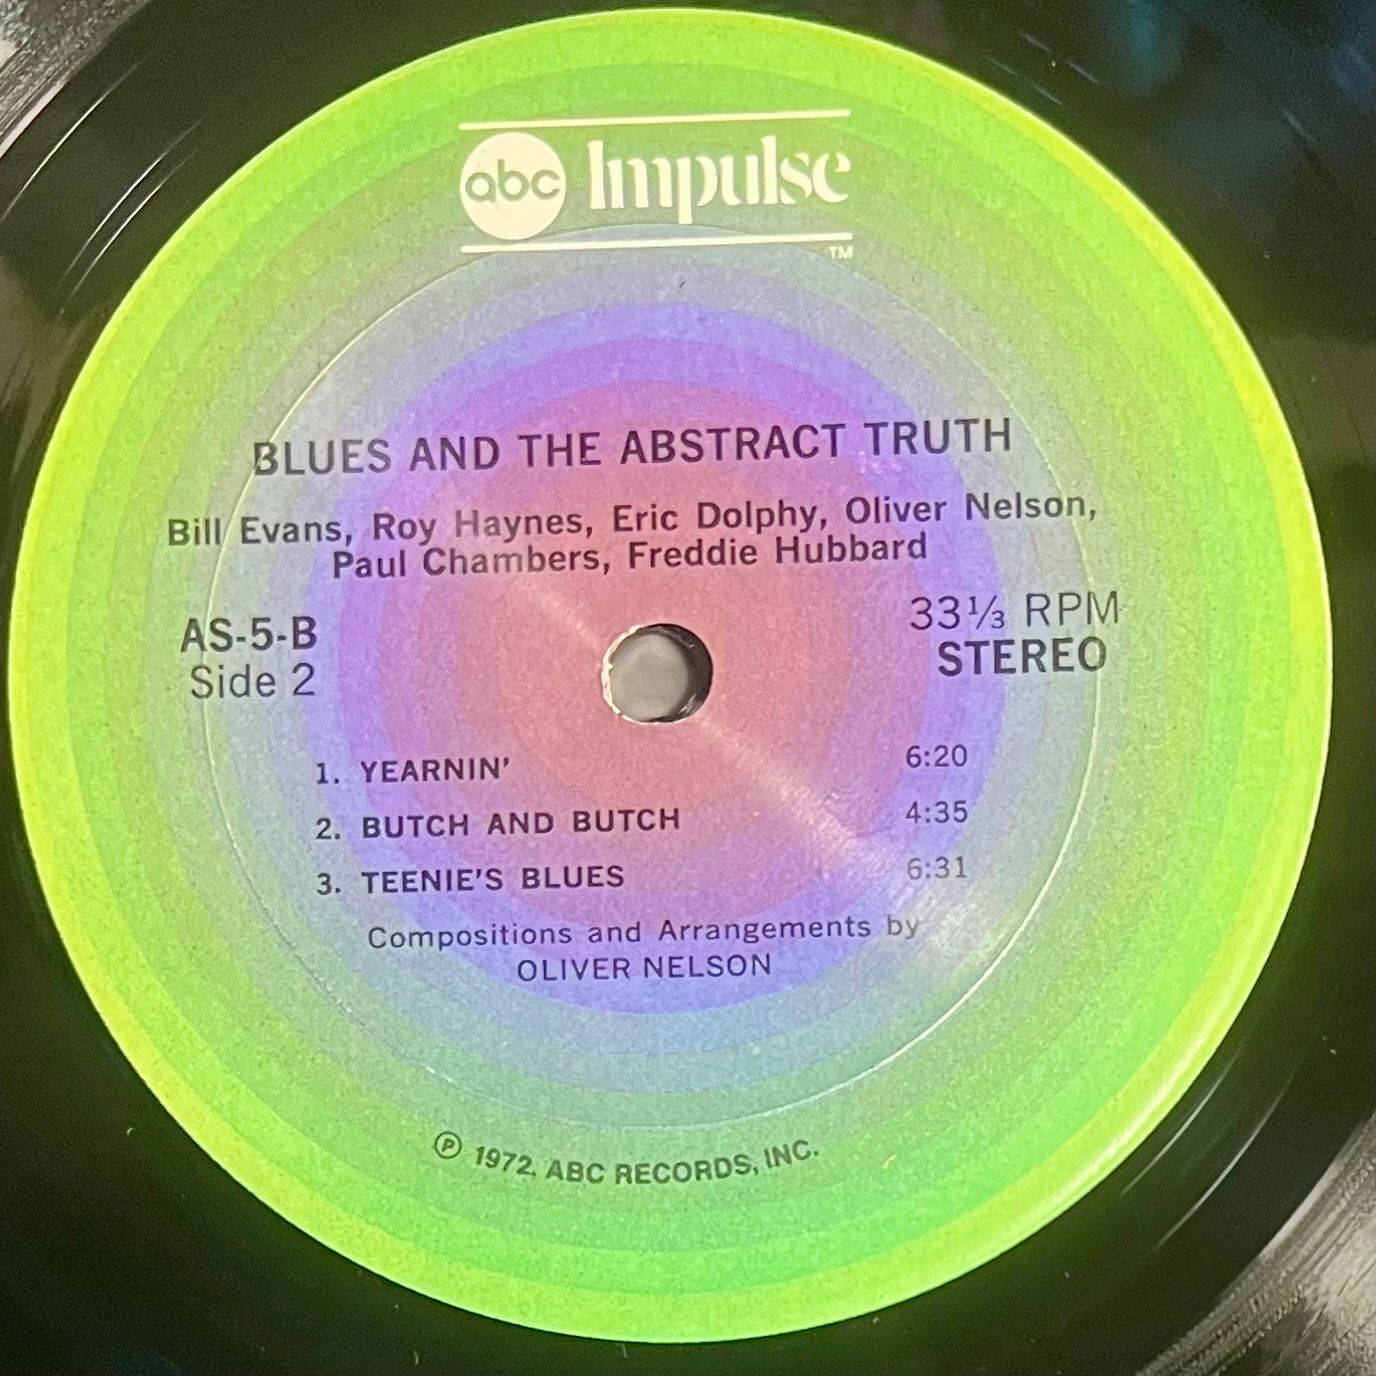 abc Impulse
TM
BLUES AND THE ABSTRACT TRUTH
Bill Evans, Roy Haynes, Eric Dolphy, Oliver Nelson,
Paul Chambers, Freddie Hubbard
AS-5-B
Side 2
33⅓ RPM
STEREO
1. YEARNIN' 6:20
2. BUTCH AND BUTCH 4:35
3. TEENIE'S BLUES 6:31
Compositions and Arrangements by
OLIVER NELSON
℗ 1972, ABC RECORDS, INC.